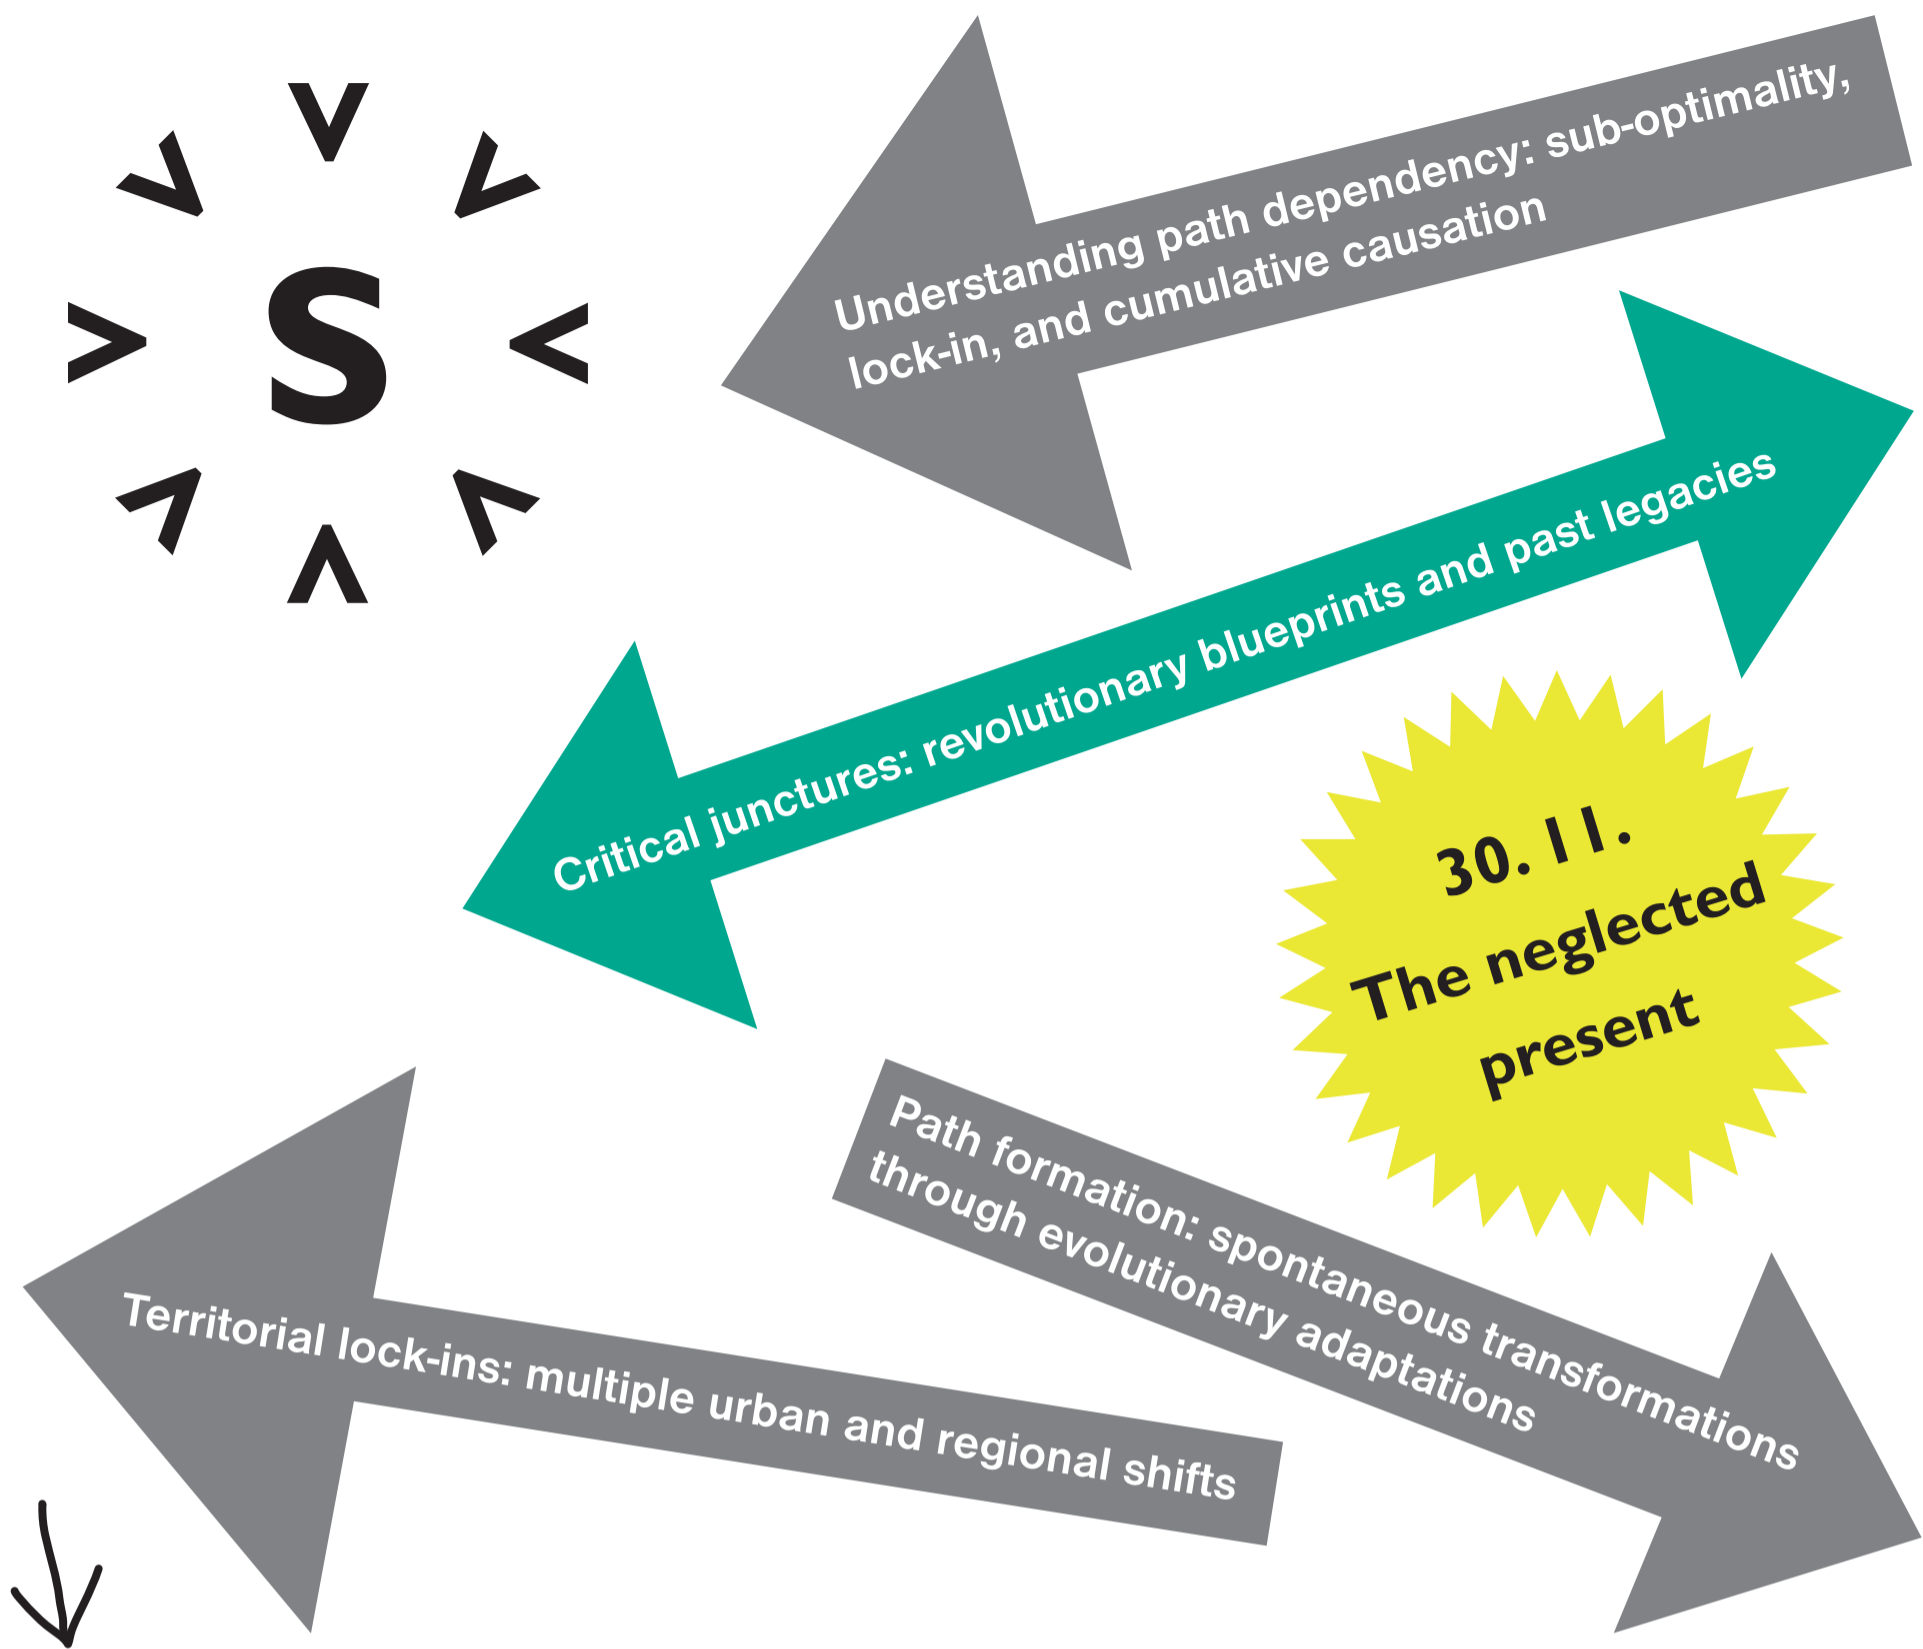 S
Understanding path dependency: sub-optimality,
lock-in, and cumulative causation
Critical junctures: revolutionary blueprints and past legacies
30.11.
The neglected
present
Path formation: spontaneous transformations
through evolutionary adaptations
Territorial lock-ins: multiple urban and regional shifts